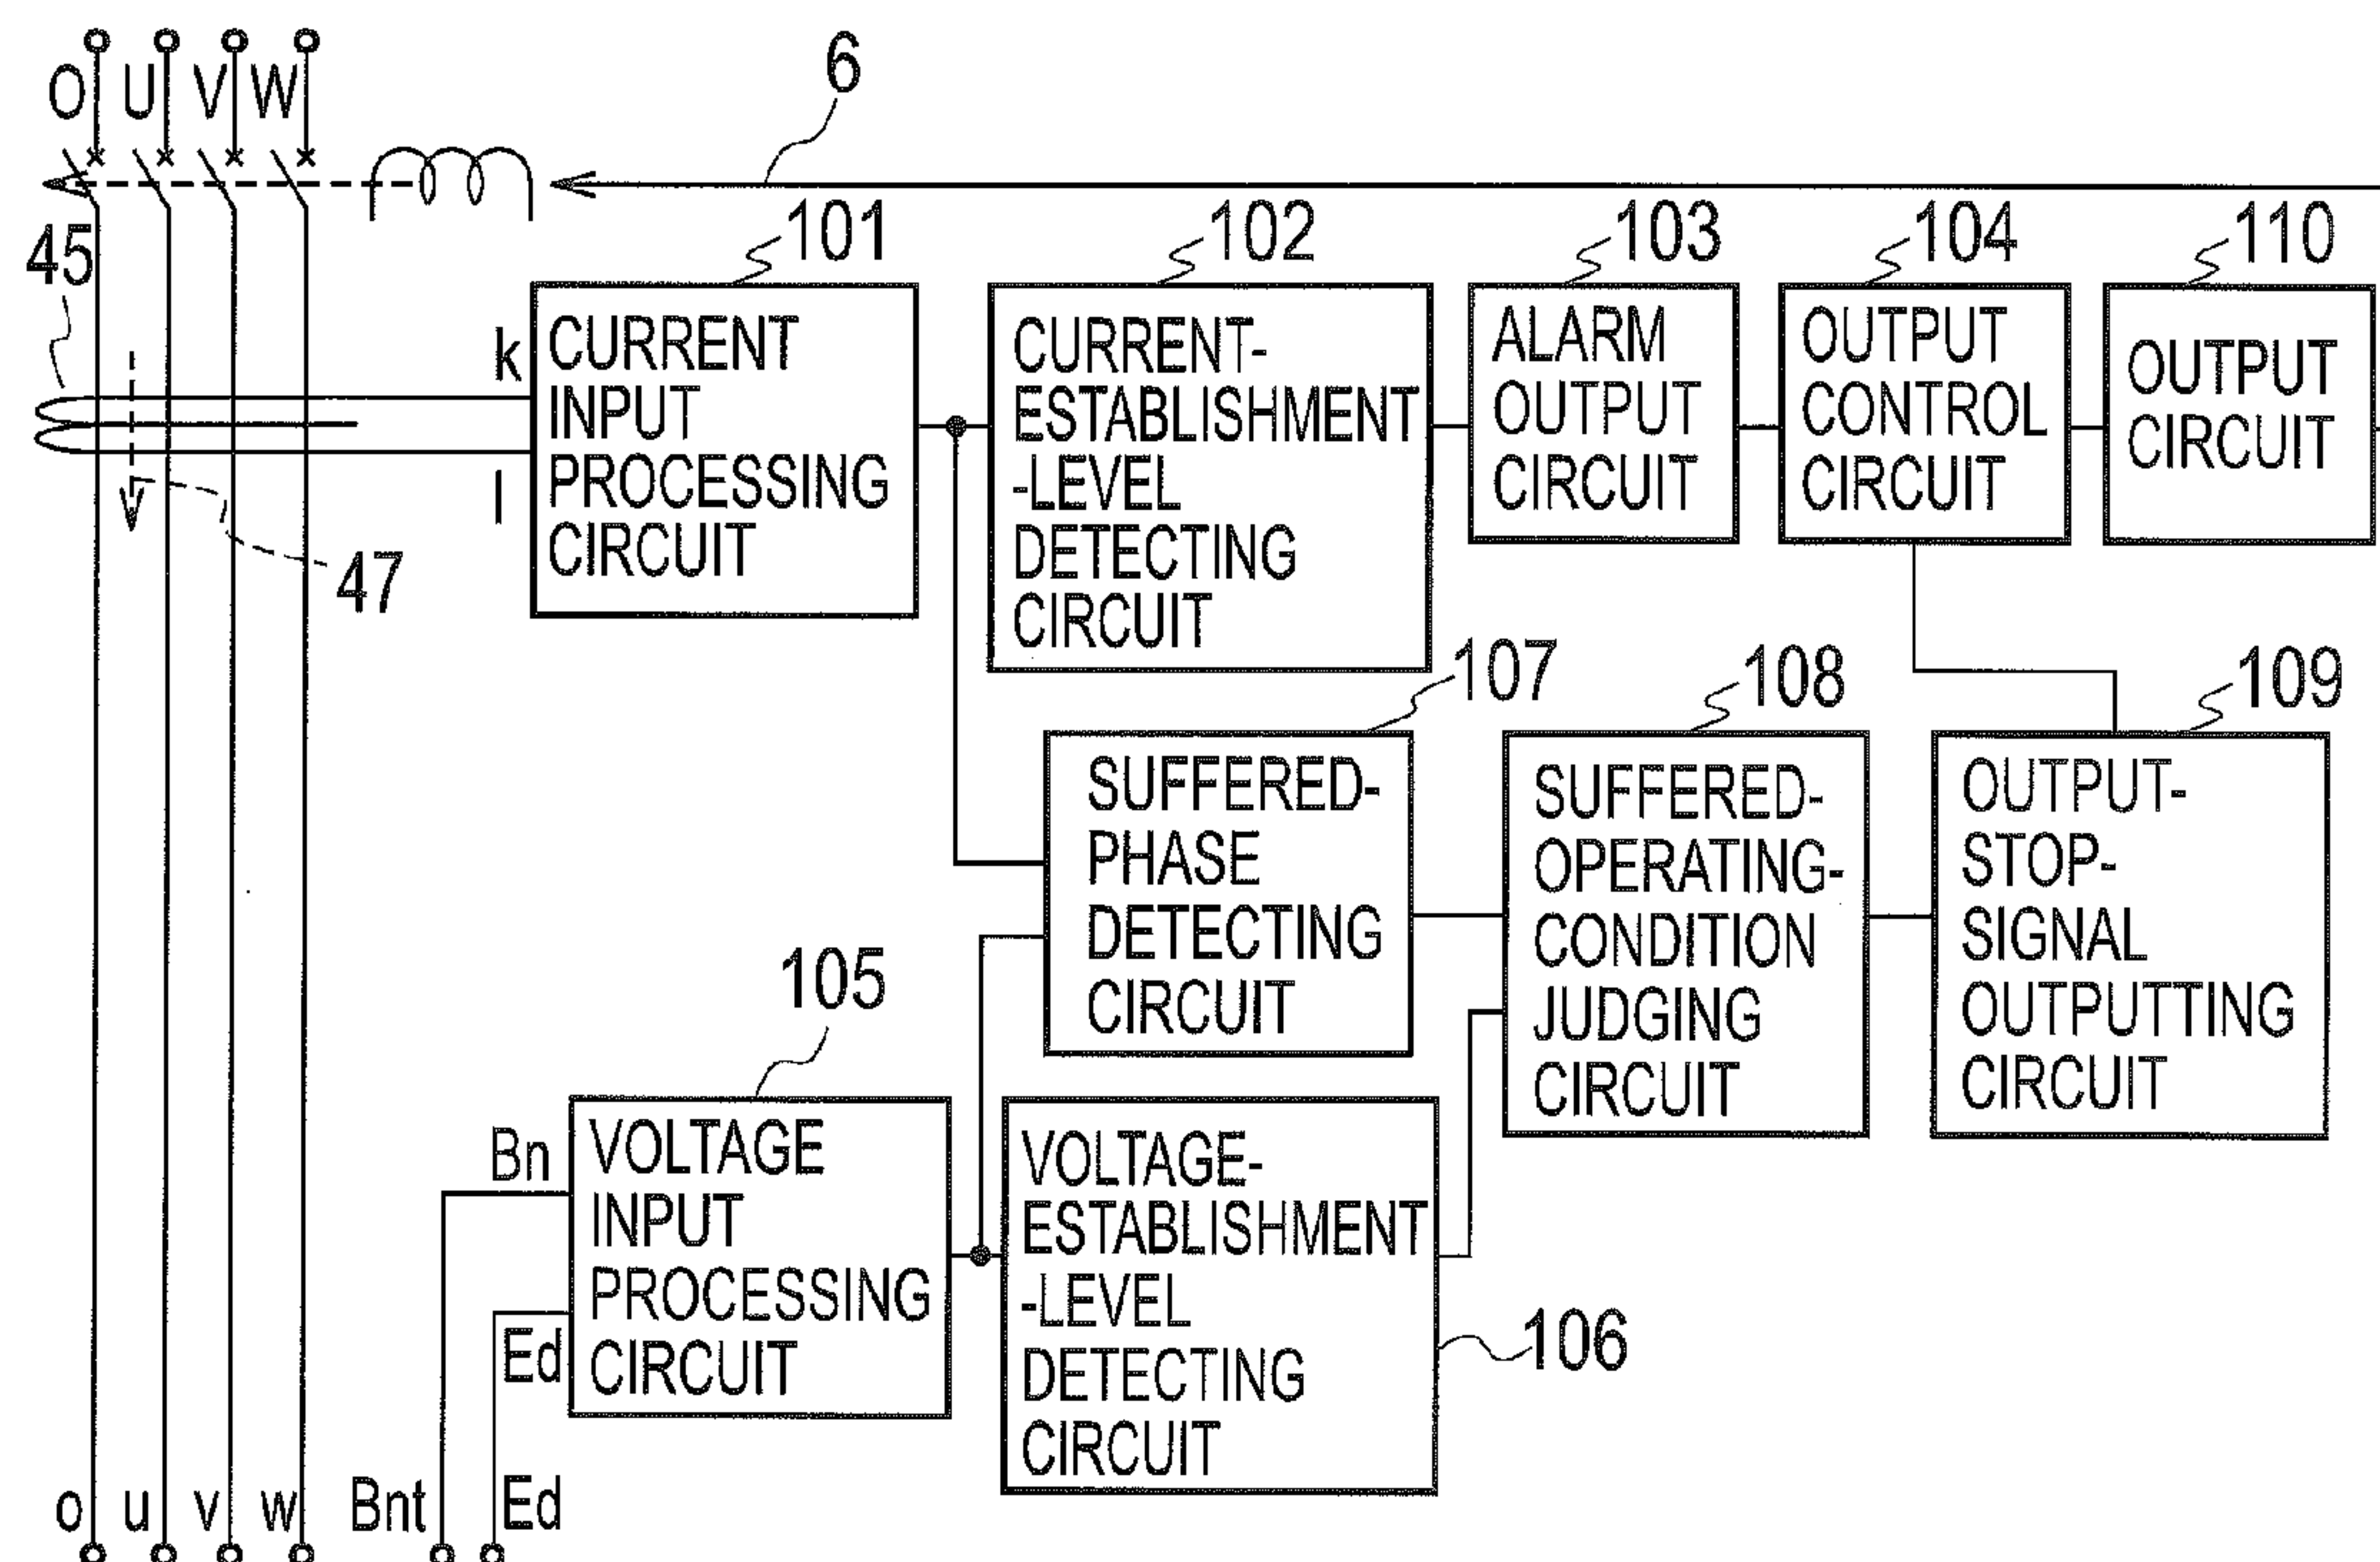 O U V W
6
45
101
102
103
104
110
k
l
CURRENT
INPUT
PROCESSING
CIRCUIT
CURRENT-
ESTABLISHMENT
-LEVEL
DETECTING
CIRCUIT
ALARM
OUTPUT
CIRCUIT
OUTPUT
CONTROL
CIRCUIT
OUTPUT
CIRCUIT
47
107
108
109
SUFFERED-
PHASE
DETECTING
CIRCUIT
SUFFERED-
OPERATING-
CONDITION
JUDGING
CIRCUIT
OUTPUT-
STOP-
SIGNAL
OUTPUTTING
CIRCUIT
105
Bn
Ed
VOLTAGE
INPUT
PROCESSING
CIRCUIT
VOLTAGE-
ESTABLISHMENT
-LEVEL
DETECTING
CIRCUIT
106
o u v w Bnt Ed